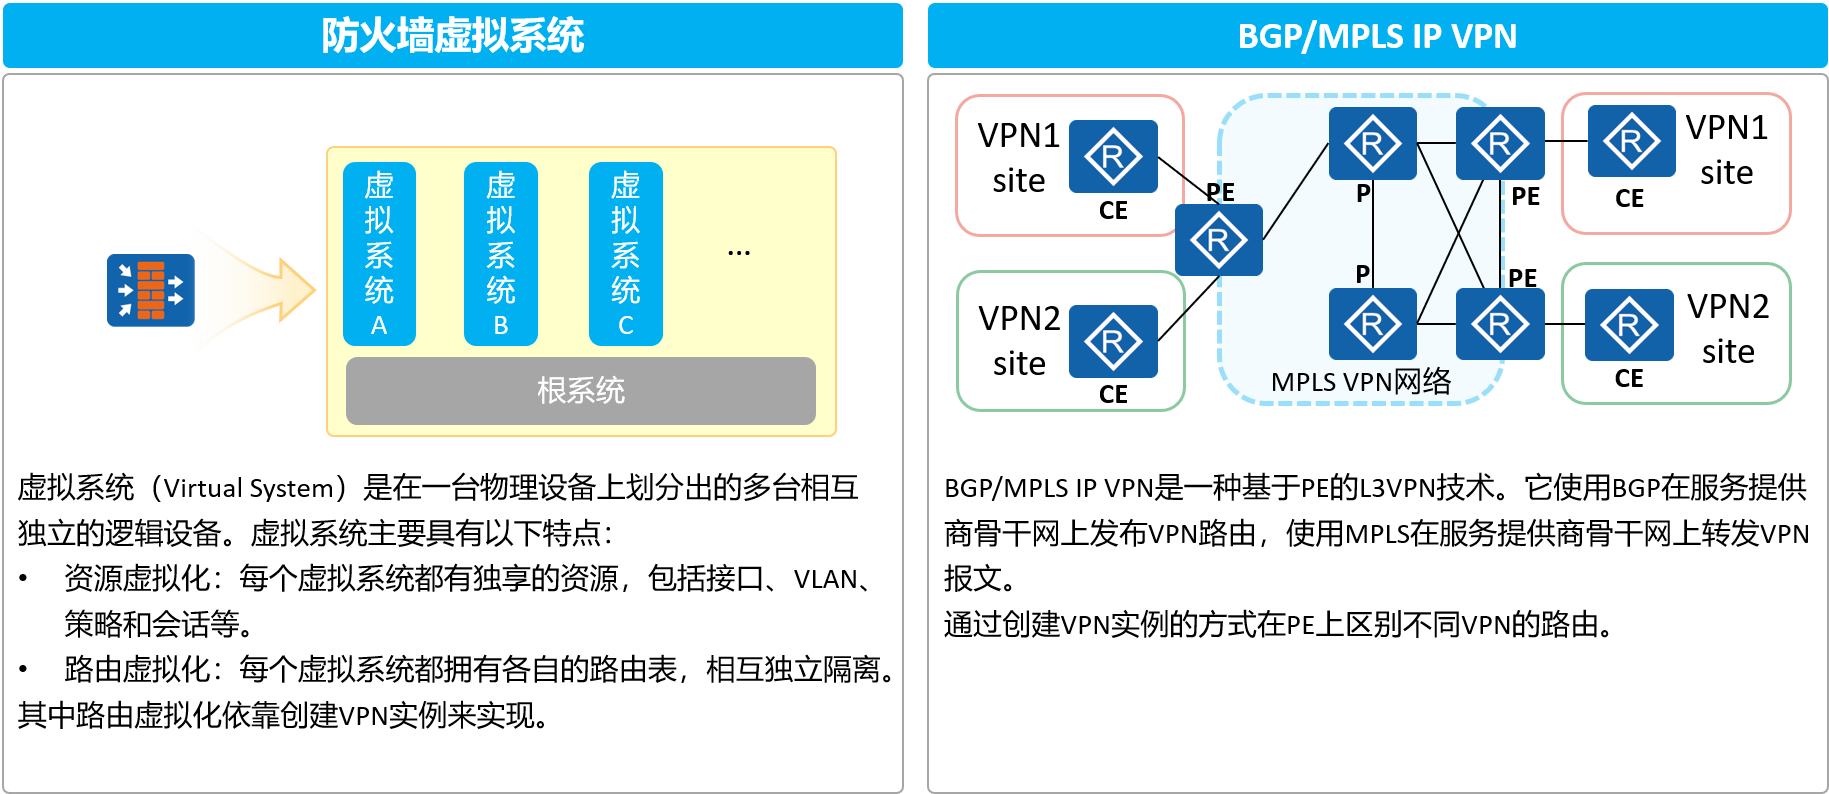 防火墙虚拟系统
虚拟系统A
虚拟系统B
虚拟系统C
...
根系统
虚拟系统（Virtual System）是在一台物理设备上划分出的多台相互
独立的逻辑设备。虚拟系统主要具有以下特点：
• 资源虚拟化：每个虚拟系统都有独享的资源，包括接口、VLAN、
策略和会话等。
• 路由虚拟化：每个虚拟系统都拥有各自的路由表，相互独立隔离。
其中路由虚拟化依靠创建VPN实例来实现。
BGP/MPLS IP VPN
VPN1
site
R
CE
PE
R
VPN2
site
R
CE
R
P
R
PE
P
R
PE
R
MPLS VPN网络
R
CE
VPN1
site
R
CE
VPN2
site
BGP/MPLS IP VPN是一种基于PE的L3VPN技术。它使用BGP在服务提供
商骨干网上发布VPN路由，使用MPLS在服务提供商骨干网上转发VPN
报文。
通过创建VPN实例的方式在PE上区别不同VPN的路由。